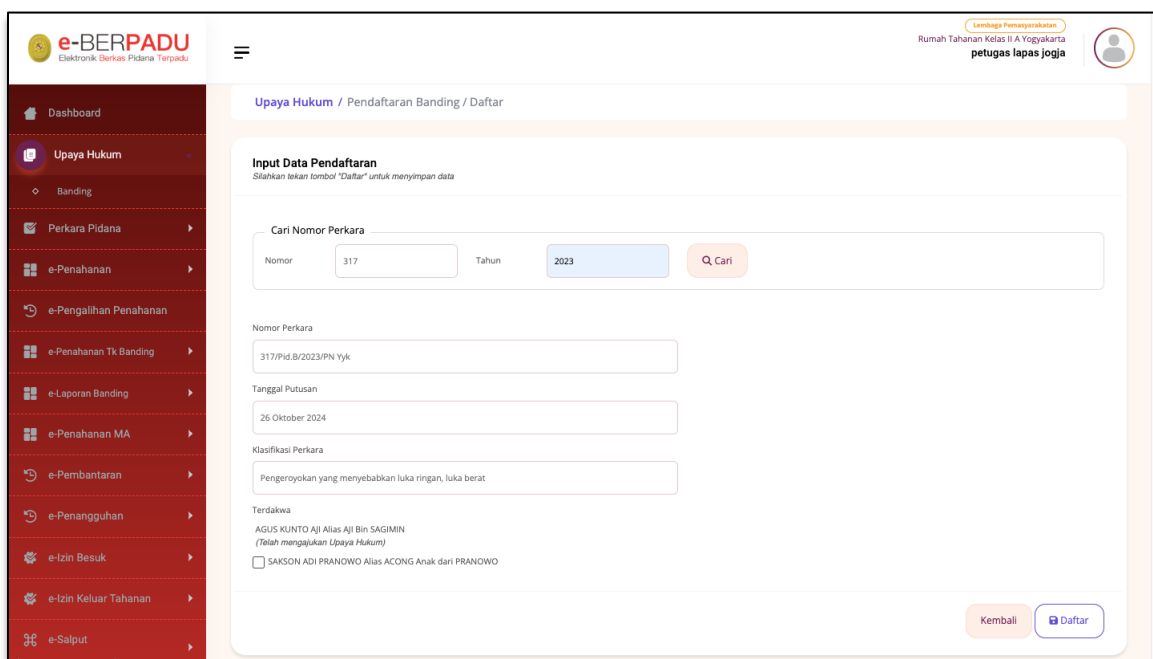 e-BERPADU
Elektronik Berkas Pidana Terpadu
Lembaga Pemasyarakatan
Rumah Tahanan Kelas II A Yogyakarta
petugas lapas jogja
Dashboard
Upaya Hukum
Banding
Perkara Pidana
e-Penahanan
e-Pengalihan Penahanan
e-Penahanan Tk Banding
e-Laporan Banding
e-Penahanan MA
e-Pembantaran
e-Penangguhan
e-Izin Besuk
e-Izin Keluar Tahanan
e-Salput
Upaya Hukum / Pendaftaran Banding / Daftar
Input Data Pendaftaran
Silahkan tekan tombol "Daftar" untuk menyimpan data
Cari Nomor Perkara
Nomor 317 Tahun 2023 Cari
Nomor Perkara
317/Pid.B/2023/PN Yyk
Tanggal Putusan
26 Oktober 2024
Klasifikasi Perkara
Pengeroyokan yang menyebabkan luka ringan, luka berat
Terdakwa
AGUS KUNTO AJI Alias AJI Bin SAGIMIN
(Telah mengajukan Upaya Hukum)
SAKSON ADI PRANOWO Alias ACONG Anak dari PRANOWO
Kembali Daftar